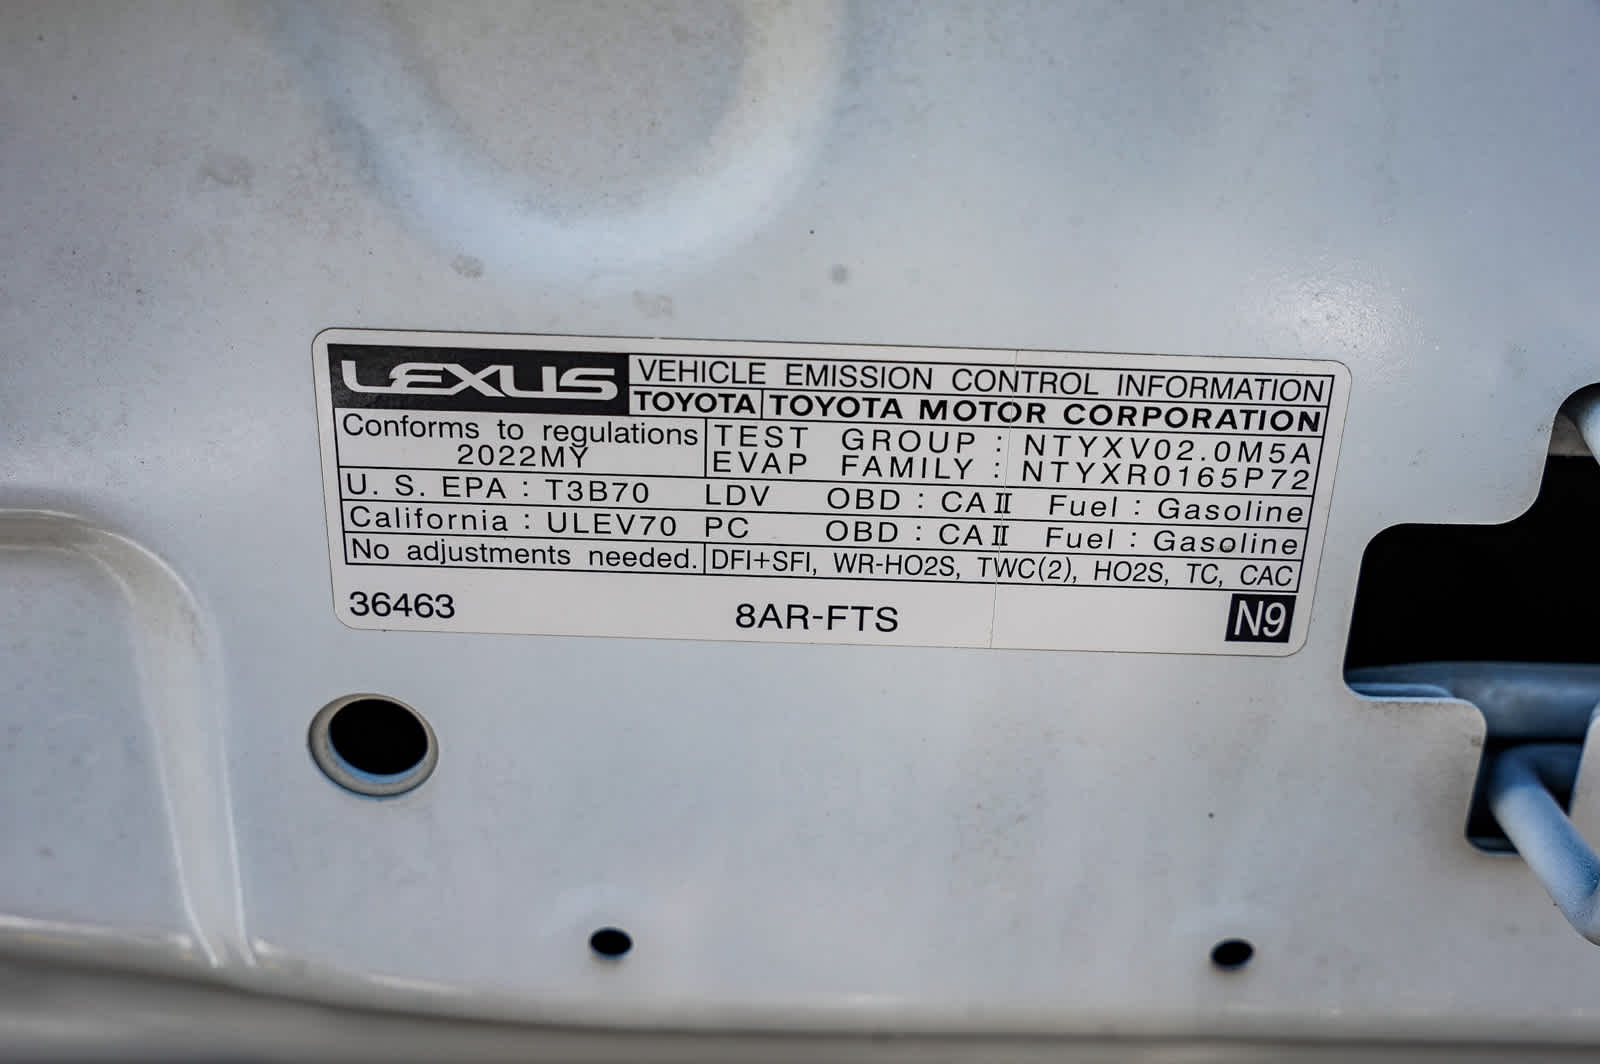 LEXUS VEHICLE EMISSION CONTROL INFORMATION
TOYOTA TOYOTA MOTOR CORPORATION
Conforms to regulations
2022MY
TEST GROUP : NTYXV02.0M5A
EVAP FAMILY : NTYXR0165P72
U. S. EPA : T3B70 LDV OBD : CAⅡ Fuel : Gasoline
California : ULEV70 PC OBD : CAⅡ Fuel : Gasoline
No adjustments needed. DFI+SFI, WR-HO2S, TWC(2), HO2S, TC, CAC
36463 8AR-FTS N9